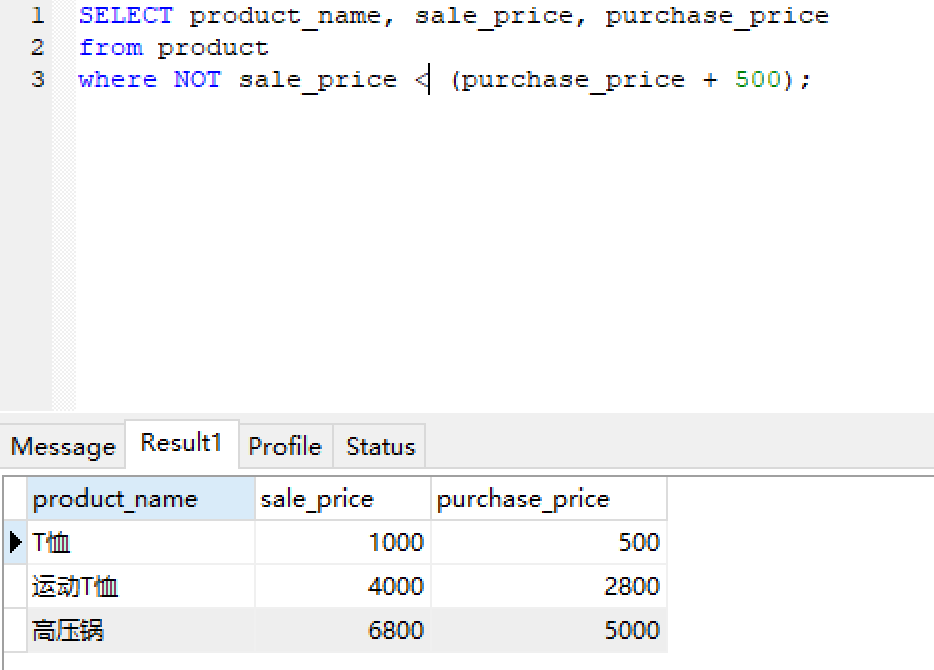 1 SELECT product_name, sale_price, purchase_price
2 from product
3 where NOT sale_price < (purchase_price + 500);
Message Result1 Profile Status
product_name sale_price purchase_price
T恤 1000 500
运动T恤 4000 2800
高压锅 6800 5000